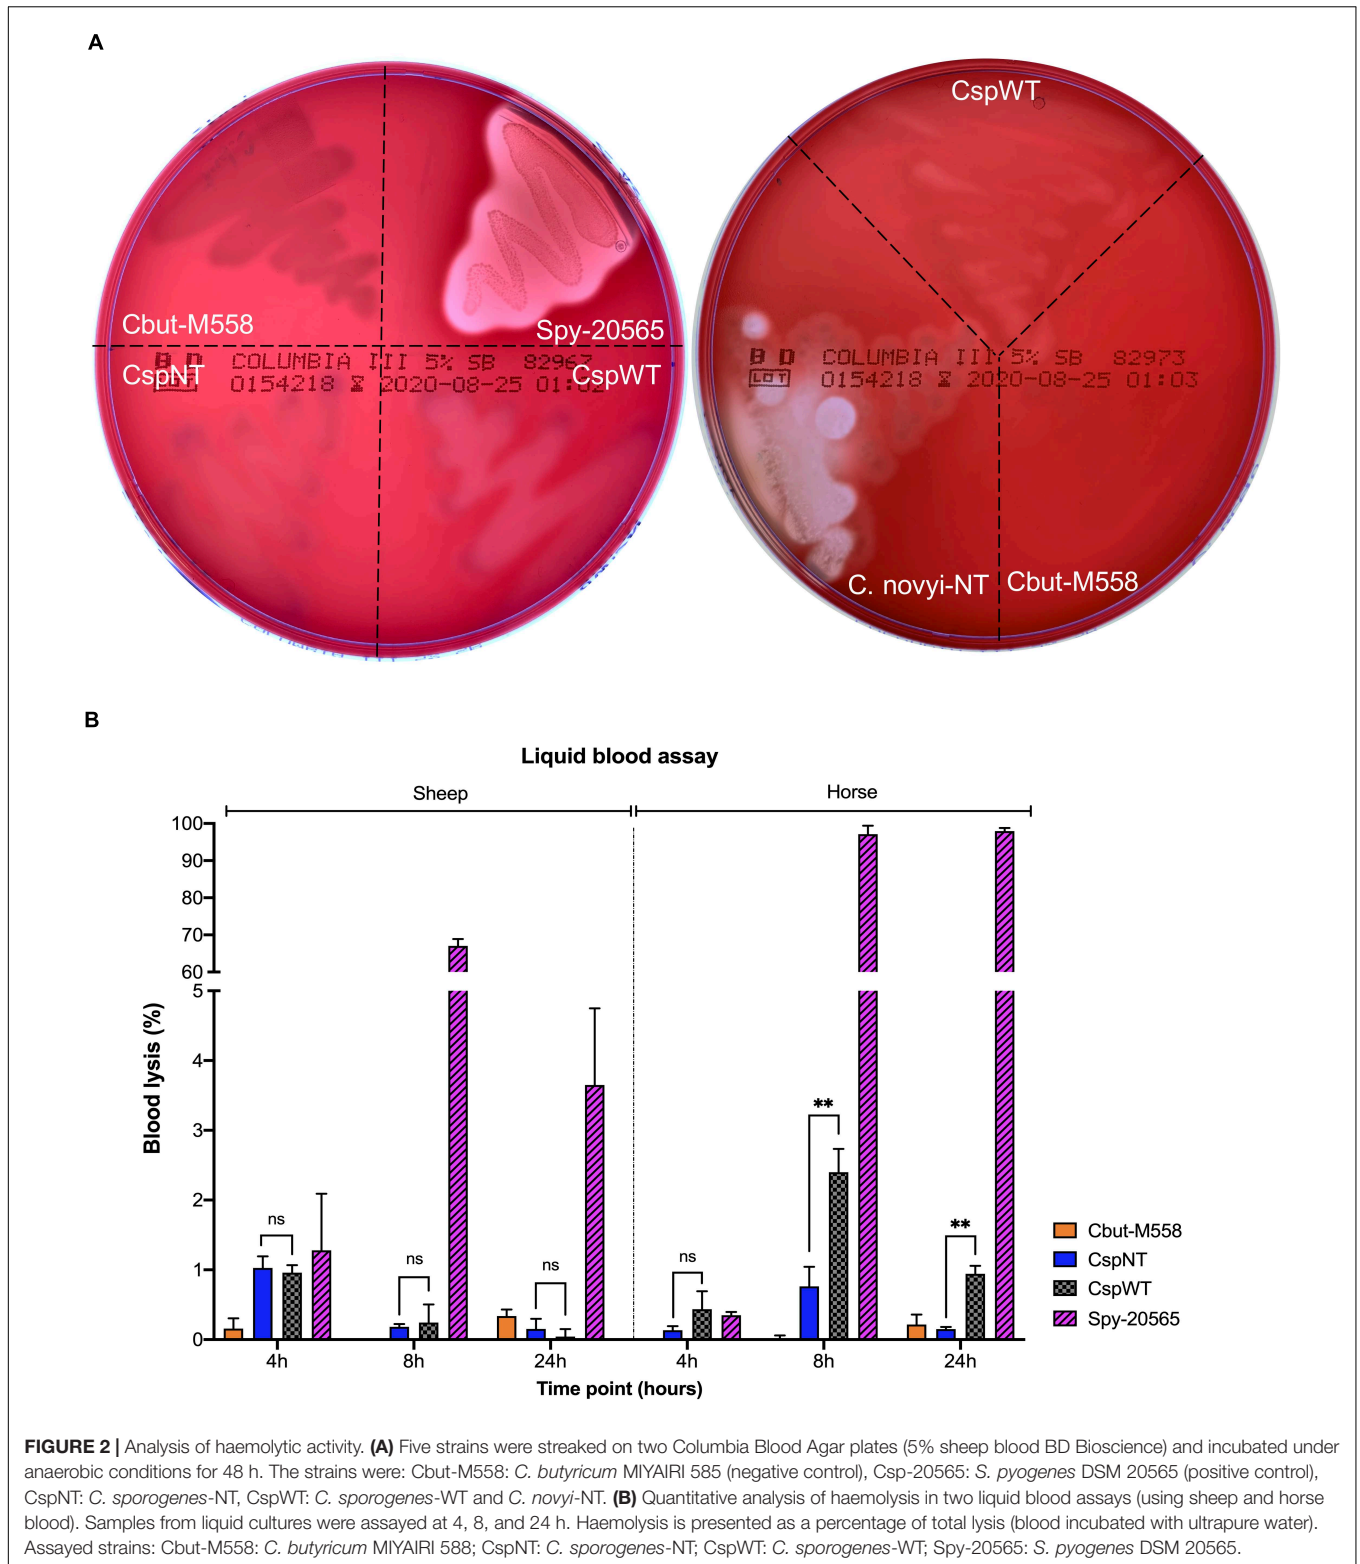 A
Cbut-M558
Spy-20565
CspNT
CspWT
B D COLUMBIA III 5% SB 82967
LOT 0154218 2020-08-25 01:02
CspWT
B D COLUMBIA III 5% SB 82973
LOT 0154218 2020-08-25 01:03
C. novyi-NT
Cbut-M558
B
Liquid blood assay
Sheep
Horse
Blood lysis (%)
100
90
80
70
60
5
4
3
2
1
0
ns
ns
ns
ns
**
**
4h
8h
24h
4h
8h
24h
Time point (hours)
Cbut-M558
CspNT
CspWT
Spy-20565
FIGURE 2 | Analysis of haemolytic activity. (A) Five strains were streaked on two Columbia Blood Agar plates (5% sheep blood BD Bioscience) and incubated under
anaerobic conditions for 48 h. The strains were: Cbut-M558: C. butyricum MIYAIRI 585 (negative control), Csp-20565: S. pyogenes DSM 20565 (positive control),
CspNT: C. sporogenes-NT, CspWT: C. sporogenes-WT and C. novyi-NT. (B) Quantitative analysis of haemolysis in two liquid blood assays (using sheep and horse
blood). Samples from liquid cultures were assayed at 4, 8, and 24 h. Haemolysis is presented as a percentage of total lysis (blood incubated with ultrapure water).
Assayed strains: Cbut-M558: C. butyricum MIYAIRI 588; CspNT: C. sporogenes-NT; CspWT: C. sporogenes-WT; Spy-20565: S. pyogenes DSM 20565.